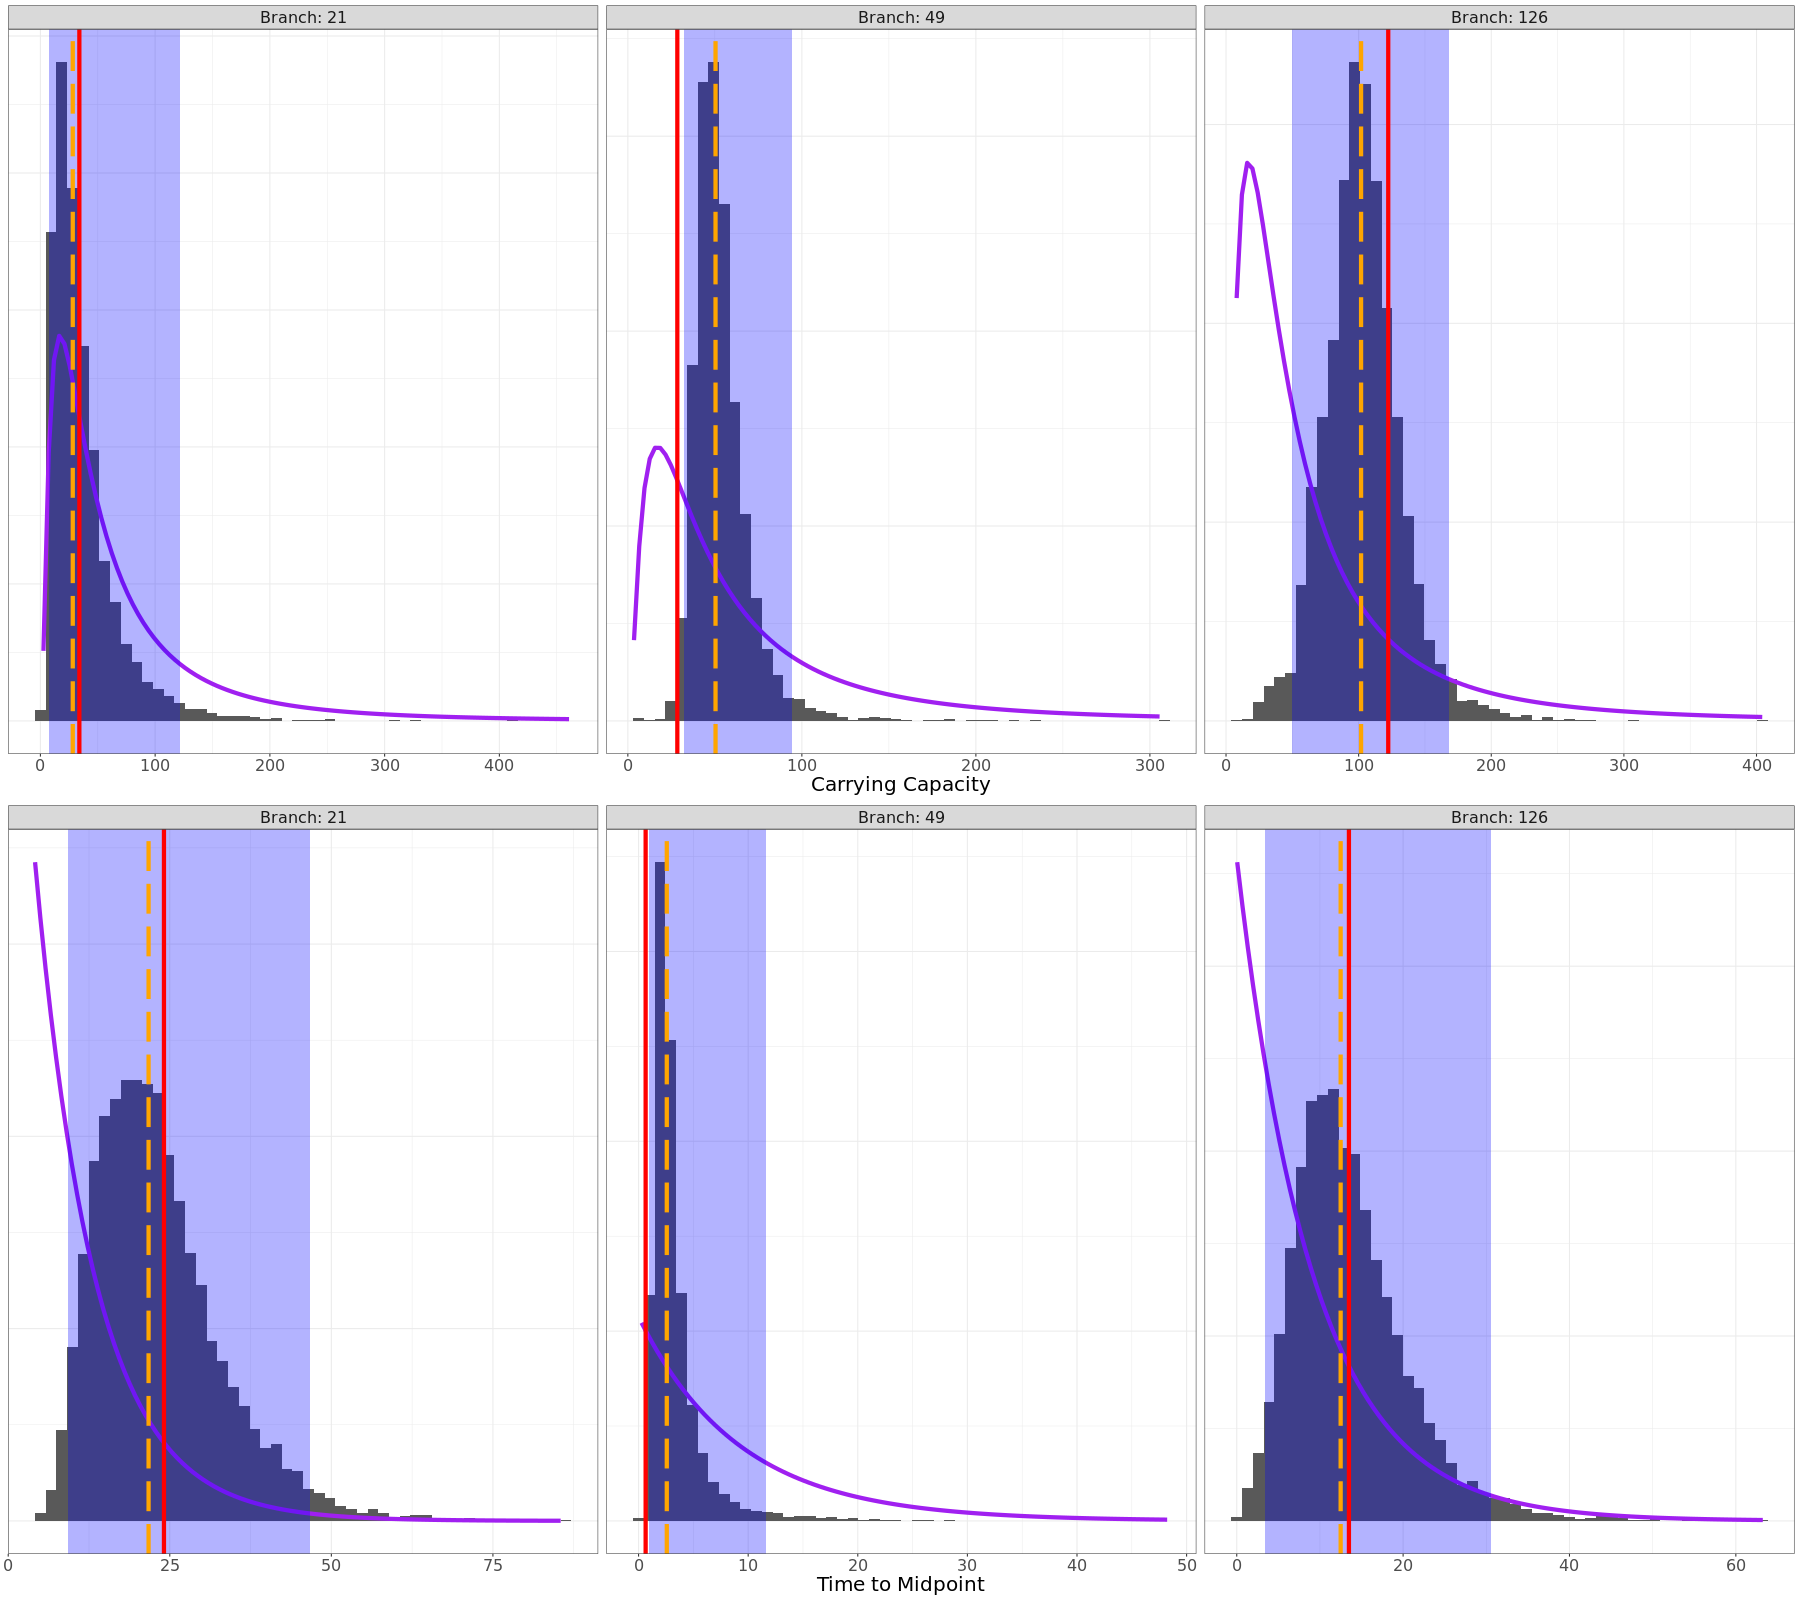 Branch: 21 Branch: 49 Branch: 126
0 100 200 300 400 0 100 200 300 0 100 200 300 400
Carrying Capacity
Branch: 21 Branch: 49 Branch: 126
0 25 50 75 0 10 20 30 40 50 0 20 40 60
Time to Midpoint